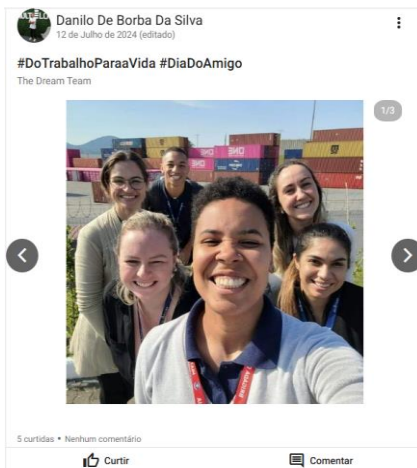 Danilo De Borba Da Silva
12 de Julho de 2024 (editado)
#DoTrabalhoParaaVida #DiaDoAmigo
The Dream Team
1/3
ONE
5 curtidas • Nenhum comentário
Curtir
Comentar